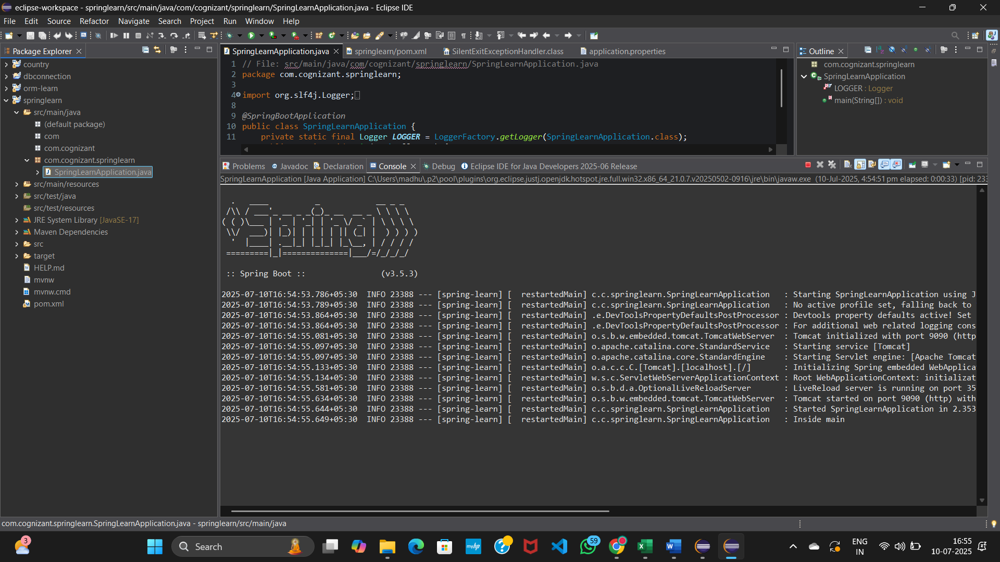 eclipse-workspace - springlearn/src/main/java/com/cognizant/springlearn/SpringLearnApplication.java - Eclipse IDE
File Edit Source Refactor Navigate Search Project Run Window Help
Package Explorer
country
dbconnection
orm-learn
springlearn
src/main/java
(default package)
com
com.cognizant
com.cognizant.springlearn
SpringLearnApplication.java
src/main/resources
src/test/java
src/test/resources
JRE System Library [JavaSE-17]
Maven Dependencies
src
target
HELP.md
mvnw
mvnw.cmd
pom.xml
SpringLearnApplication.java springlearn/pom.xml SilentExitExceptionHandler.class application.properties
1 // File: src/main/java/com/cognizant/springlearn/SpringLearnApplication.java
2 package com.cognizant.springlearn;
3
4 import org.slf4j.Logger;
8
9 @SpringBootApplication
10 public class SpringLearnApplication {
11 private static final Logger LOGGER = LoggerFactory.getLogger(SpringLearnApplication.class);
Outline
com.cognizant.springlearn
SpringLearnApplication
LOGGER : Logger
main(String[]) : void
Problems Javadoc Declaration Console Debug Eclipse IDE for Java Developers 2025-06 Release
SpringLearnApplication [Java Application] C:\Users\madhu\.p2\pool\plugins\org.eclipse.justj.openjdk.hotspot.jre.full.win32.x86_64_21.0.7.v20250502-0916\jre\bin\javaw.exe (10-Jul-2025, 4:54:51 pm elapsed: 0:00:33) [pid: 233
Spring
:: Spring Boot :: (v3.5.3)
2025-07-10T16:54:53.786+05:30 INFO 23388 --- [spring-learn] [ restartedMain] c.c.springlearn.SpringLearnApplication : Starting SpringLearnApplication using J
2025-07-10T16:54:53.789+05:30 INFO 23388 --- [spring-learn] [ restartedMain] c.c.springlearn.SpringLearnApplication : No active profile set, falling back to
2025-07-10T16:54:53.864+05:30 INFO 23388 --- [spring-learn] [ restartedMain] .e.DevToolsPropertyDefaultsPostProcessor : Devtools property defaults active! Set
2025-07-10T16:54:53.864+05:30 INFO 23388 --- [spring-learn] [ restartedMain] .e.DevToolsPropertyDefaultsPostProcessor : For additional web related logging cons
2025-07-10T16:54:55.081+05:30 INFO 23388 --- [spring-learn] [ restartedMain] o.s.b.w.embedded.tomcat.TomcatWebServer : Tomcat initialized with port 9090 (http
2025-07-10T16:54:55.097+05:30 INFO 23388 --- [spring-learn] [ restartedMain] o.apache.catalina.core.StandardService : Starting service [Tomcat]
2025-07-10T16:54:55.097+05:30 INFO 23388 --- [spring-learn] [ restartedMain] o.apache.catalina.core.StandardEngine : Starting Servlet engine: [Apache Tomcat
2025-07-10T16:54:55.133+05:30 INFO 23388 --- [spring-learn] [ restartedMain] o.a.c.c.C.[Tomcat].[localhost].[/] : Initializing Spring embedded WebApplica
2025-07-10T16:54:55.134+05:30 INFO 23388 --- [spring-learn] [ restartedMain] w.s.c.ServletWebServerApplicationContext : Root WebApplicationContext: initializat
2025-07-10T16:54:55.581+05:30 INFO 23388 --- [spring-learn] [ restartedMain] o.s.b.d.a.OptionalLiveReloadServer : LiveReload server is running on port 35
2025-07-10T16:54:55.634+05:30 INFO 23388 --- [spring-learn] [ restartedMain] o.s.b.w.embedded.tomcat.TomcatWebServer : Tomcat started on port 9090 (http) with
2025-07-10T16:54:55.644+05:30 INFO 23388 --- [spring-learn] [ restartedMain] c.c.springlearn.SpringLearnApplication : Started SpringLearnApplication in 2.353
2025-07-10T16:54:55.649+05:30 INFO 23388 --- [spring-learn] [ restartedMain] c.c.springlearn.SpringLearnApplication : Inside main
com.cognizant.springlearn.SpringLearnApplication.java - springlearn/src/main/java
3
Search
myhp
59
ENG
IN
16:55
10-07-2025